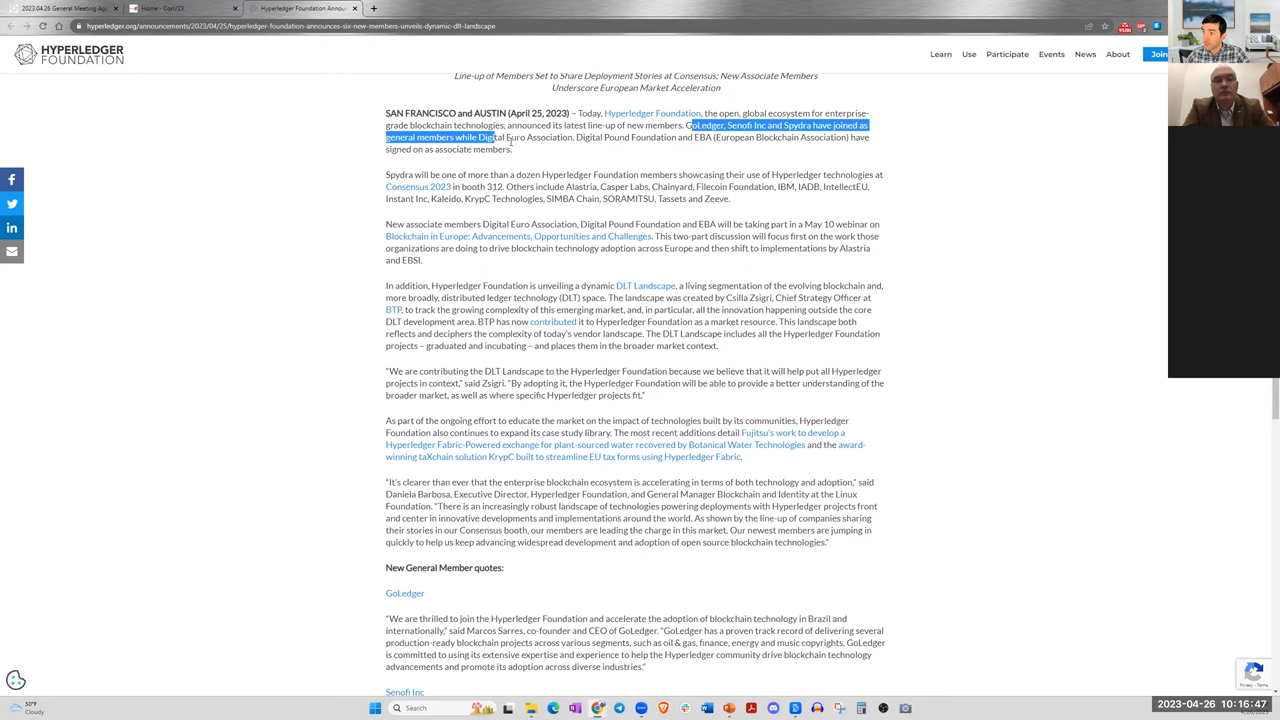 2023.04.26 General Meeting Age
Home - ComV2X
Hyperledger Foundation Announc
hyperledger.org/announcements/2023/04/25/hyperledger-foundation-announces-six-new-members-unveils-dynamic-dlt-landscape
HYPERLEDGER
FOUNDATION
Learn Use Participate Events News About Join
Line-up of Members Set to Share Deployment Stories at Consensus; New Associate Members
Underscore European Market Acceleration
SAN FRANCISCO and AUSTIN (April 25, 2023) – Today, Hyperledger Foundation, the open, global ecosystem for enterprise-
grade blockchain technologies, announced its latest line-up of new members. GoLedger, Senofi Inc and Spydra have joined as
general members while Digital Euro Association, Digital Pound Foundation and EBA (European Blockchain Association) have
signed on as associate members.
Spydra will be one of more than a dozen Hyperledger Foundation members showcasing their use of Hyperledger technologies at
Consensus 2023 in booth 312. Others include Alastria, Casper Labs, Chainyard, Filecoin Foundation, IBM, IADB, IntellectEU,
Instant Inc, Kaleido, KrypC Technologies, SIMBA Chain, SORAMITSU, Tassets and Zeeve.
New associate members Digital Euro Association, Digital Pound Foundation and EBA will be taking part in a May 10 webinar on
Blockchain in Europe: Advancements, Opportunities and Challenges. This two-part discussion will focus first on the work those
organizations are doing to drive blockchain technology adoption across Europe and then shift to implementations by Alastria
and EBSI.
In addition, Hyperledger Foundation is unveiling a dynamic DLT Landscape, a living segmentation of the evolving blockchain and,
more broadly, distributed ledger technology (DLT) space. The landscape was created by Csilla Zsigri, Chief Strategy Officer at
BTP, to track the growing complexity of this emerging market, and, in particular, all the innovation happening outside the core
DLT development area. BTP has now contributed it to Hyperledger Foundation as a market resource. This landscape both
reflects and deciphers the complexity of today's vendor landscape. The DLT Landscape includes all the Hyperledger Foundation
projects – graduated and incubating – and places them in the broader market context.
“We are contributing the DLT Landscape to the Hyperledger Foundation because we believe that it will help put all Hyperledger
projects in context,” said Zsigri. “By adopting it, the Hyperledger Foundation will be able to provide a better understanding of the
broader market, as well as where specific Hyperledger projects fit.”
As part of the ongoing effort to educate the market on the impact of technologies built by its communities, Hyperledger
Foundation also continues to expand its case study library. The most recent additions detail Fujitsu's work to develop a
Hyperledger Fabric-Powered exchange for plant-sourced water recovered by Botanical Water Technologies and the award-
winning taXchain solution KrypC built to streamline EU tax forms using Hyperledger Fabric.
“It's clearer than ever that the enterprise blockchain ecosystem is accelerating in terms of both technology and adoption,” said
Daniela Barbosa, Executive Director, Hyperledger Foundation, and General Manager Blockchain and Identity at the Linux
Foundation. “There is an increasingly robust landscape of technologies powering deployments with Hyperledger projects front
and center in innovative developments and implementations around the world. As shown by the line-up of companies sharing
their stories in our Consensus booth, our members are leading the charge in this market. Our newest members are jumping in
quickly to help us keep advancing widespread development and adoption of open source blockchain technologies.”
New General Member quotes:
GoLedger
“We are thrilled to join the Hyperledger Foundation and accelerate the adoption of blockchain technology in Brazil and
internationally,” said Marcos Sarres, co-founder and CEO of GoLedger. “GoLedger has a proven track record of delivering several
production-ready blockchain projects across various segments, such as oil & gas, finance, energy and music copyrights. GoLedger
is committed to using its extensive expertise and experience to help the Hyperledger community drive blockchain technology
advancements and promote its adoption across diverse industries.”
Senofi Inc
Privacy - Terms
50°F
Cloudy
Search
2023-04-26 10:16:47